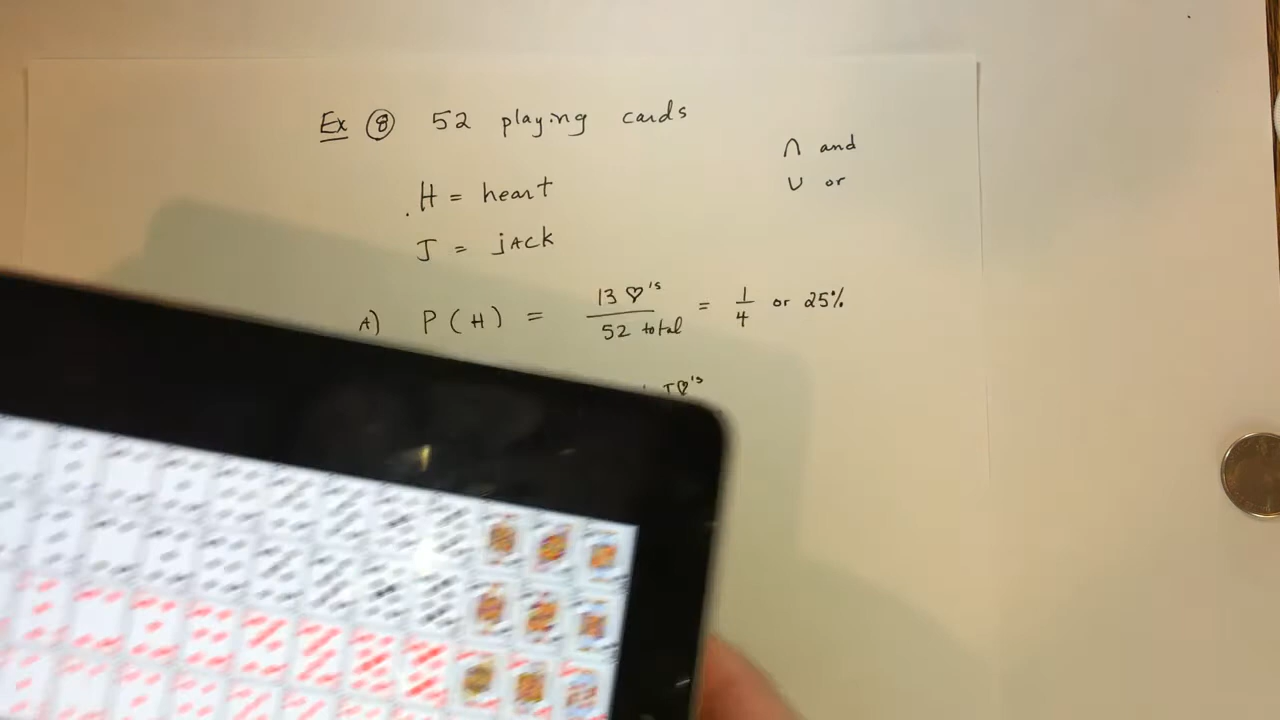 Ex ⑧ 52 playing cards
∩ and
∪ or
H = heart
J = jACK
A) P(H) = 13 ♡'s / 52 total = 1/4 or 25%
J♡'s